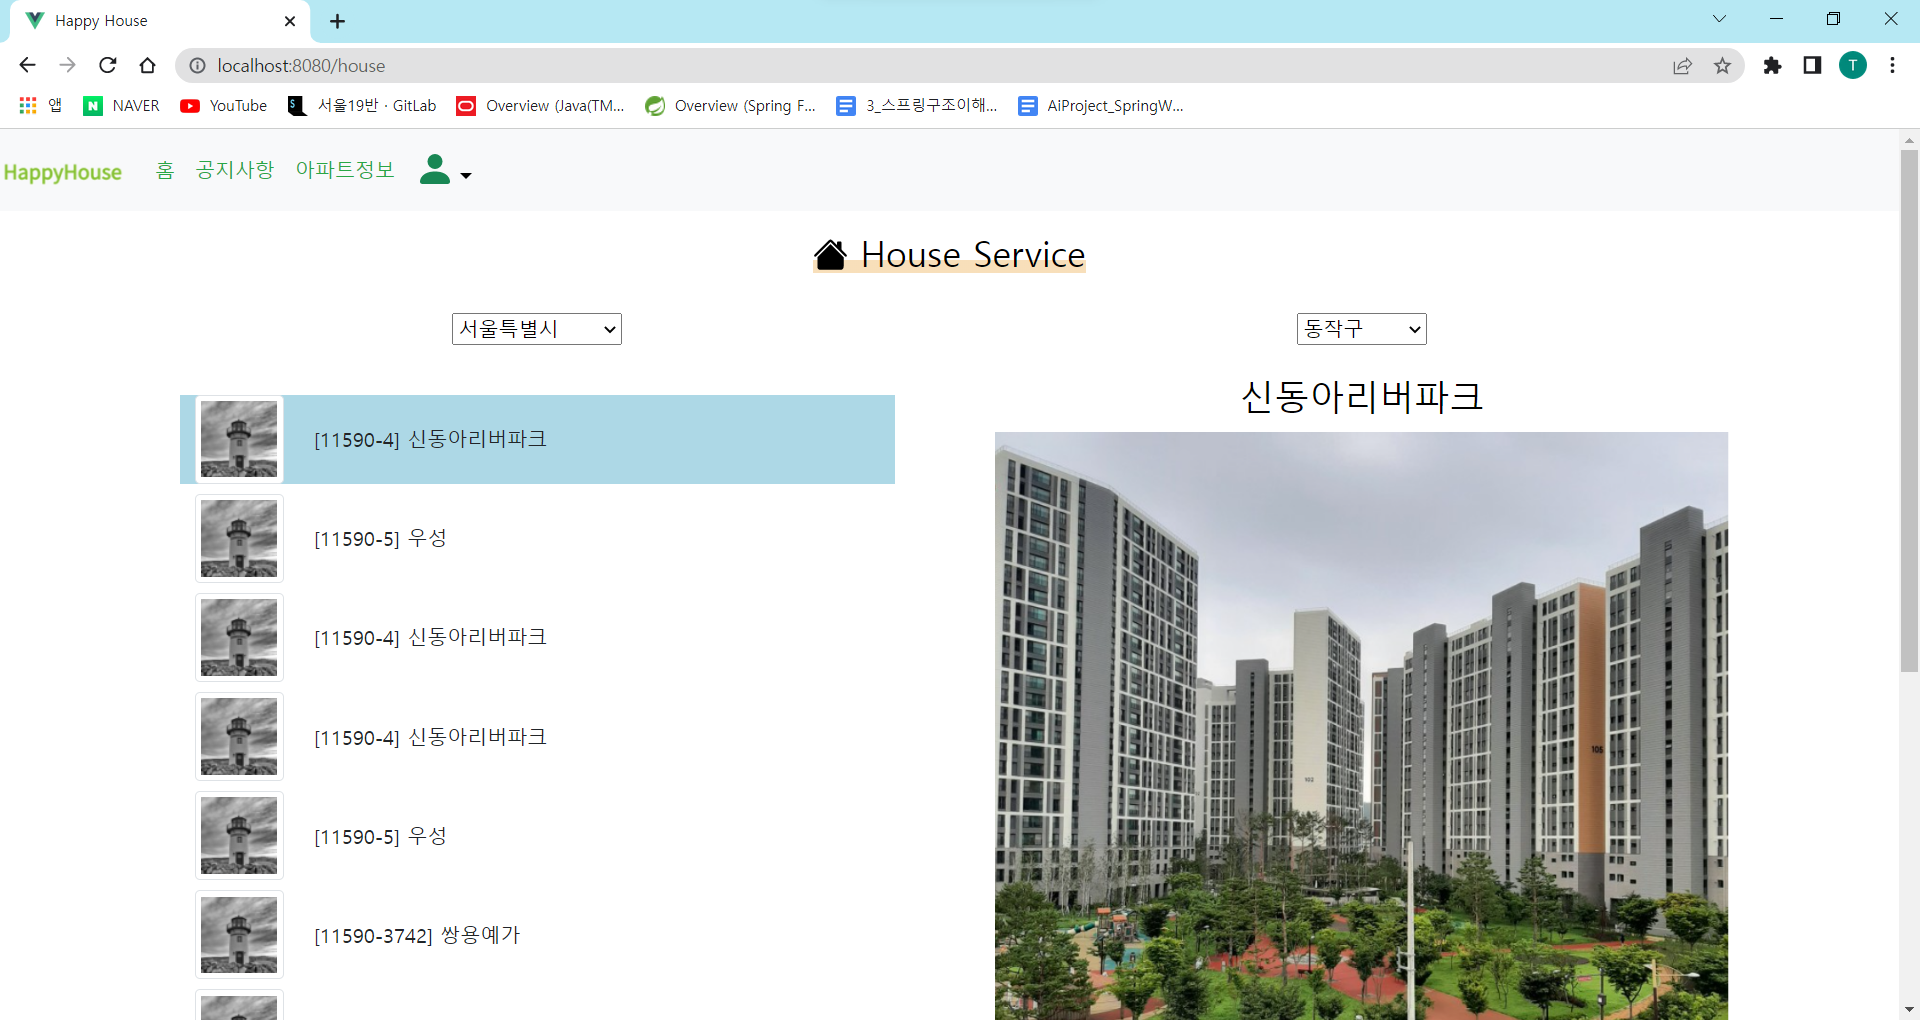 Happy House
localhost:8080/house
앱 NAVER YouTube 서울19반 · GitLab Overview (Java(TM... Overview (Spring F... 3_스프링구조이해... AiProject_SpringW...
T
HappyHouse 홈 공지사항 아파트정보
House Service
서울특별시 동작구
신동아리버파크
[11590-4] 신동아리버파크
[11590-5] 우성
[11590-4] 신동아리버파크
[11590-4] 신동아리버파크
[11590-5] 우성
[11590-3742] 쌍용예가
105
102